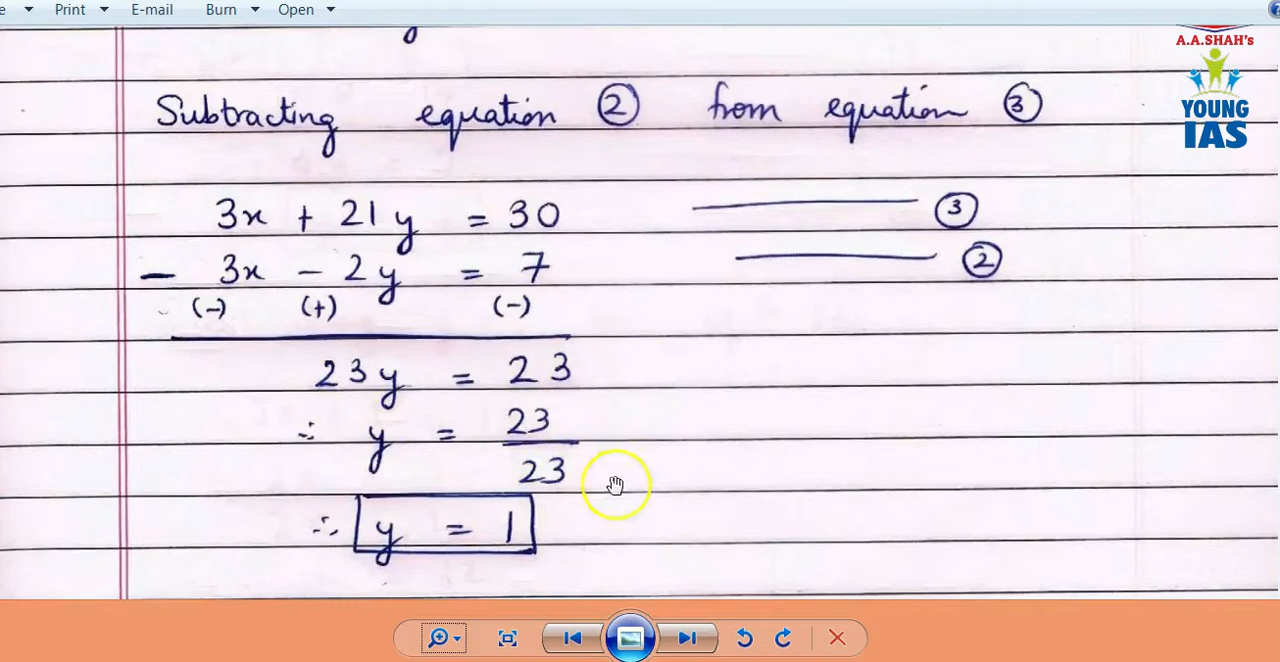 Print E-mail Burn Open
A.A.SHAH's
YOUNG
IAS
Subtracting equation ② from equation ③
3x + 21y = 30 ③
- 3x - 2y = 7 ②
(-) (+) (-)
23y = 23
∴ y = 23
23
∴ y = 1